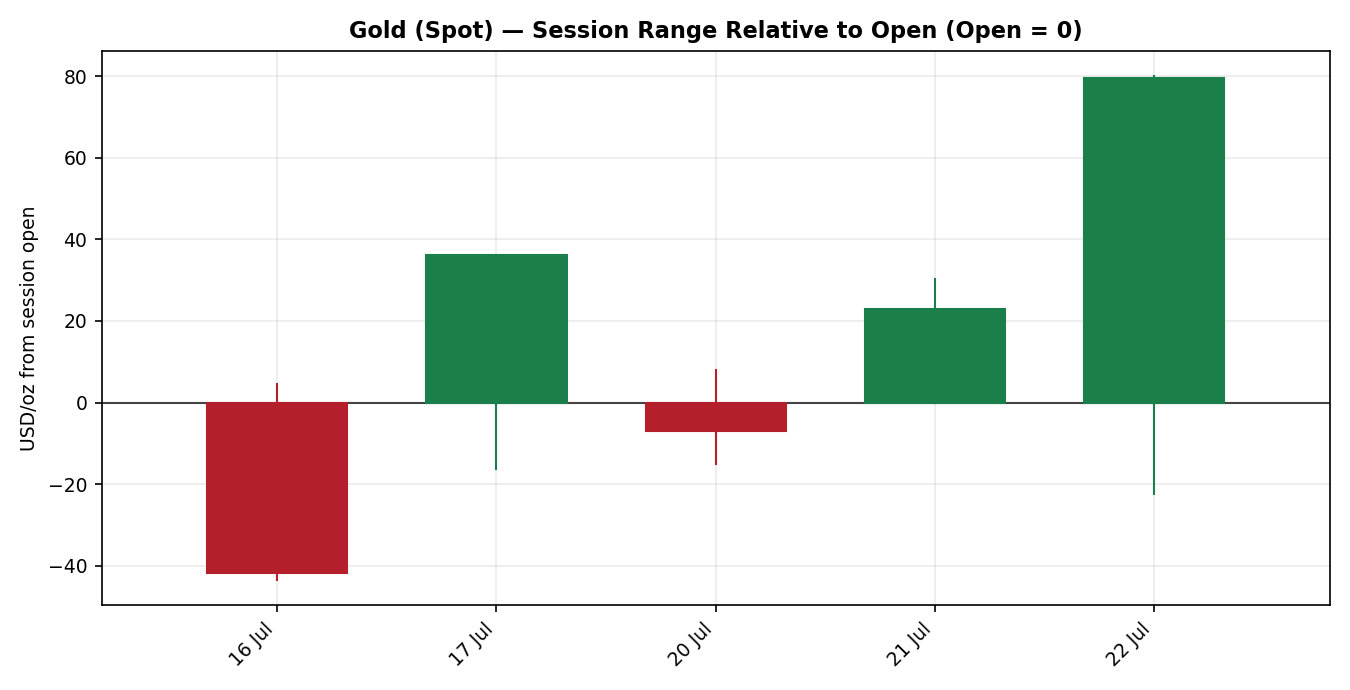 Gold (Spot) — Session Range Relative to Open (Open = 0)
USD/oz from session open
80
60
40
20
0
−20
−40
16 Jul
17 Jul
20 Jul
21 Jul
22 Jul